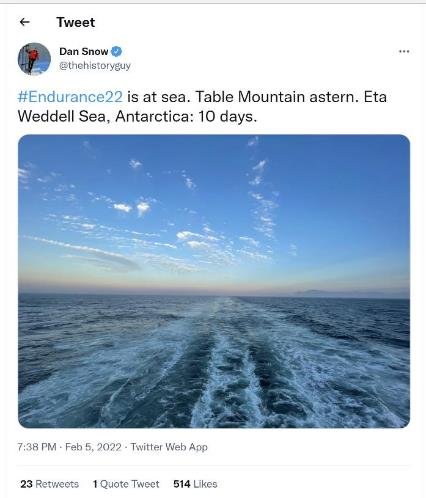 ← Tweet
Dan Snow
@thehistoryguy
#Endurance22 is at sea. Table Mountain astern. Eta
Weddell Sea, Antarctica: 10 days.
7:38 PM · Feb 5, 2022 · Twitter Web App
23 Retweets 1 Quote Tweet 514 Likes